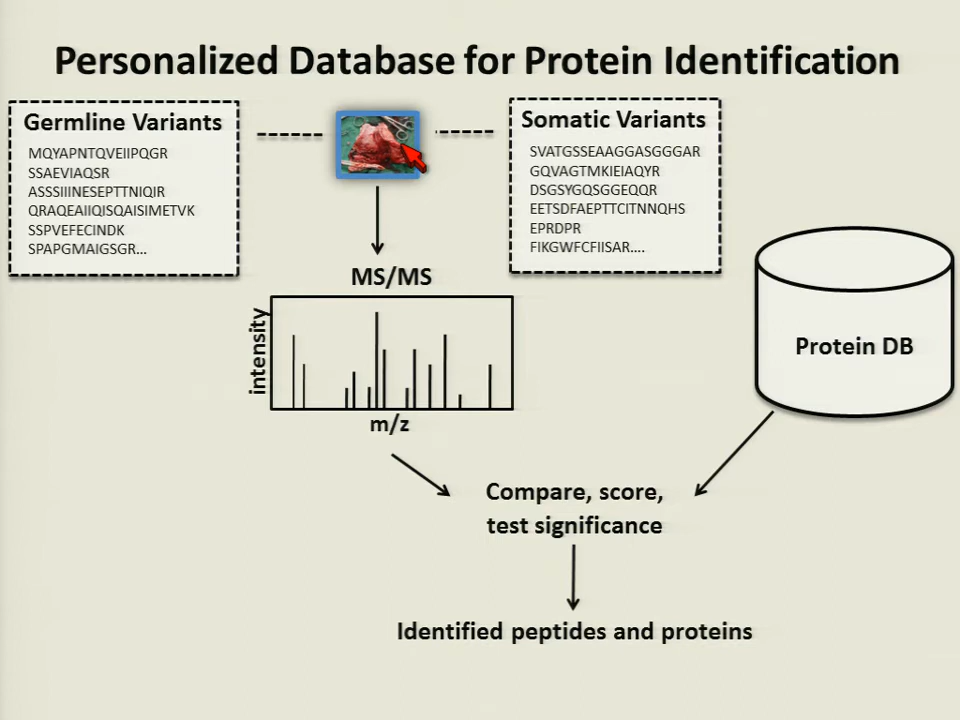 Personalized Database for Protein Identification
Germline Variants
MQYAPNTQVEIIPQGR
SSAEVIAQSR
ASSSIIINESEPTTNIQIR
QRAQEAIIQISQAISIMETVK
SSPVEFECINDK
SPAPGMAIGSGR...
Somatic Variants
SVATGSSEAAGGASGGGAR
GQVAGTMKIEIAQYR
DSGSYGQSGGEQQR
EETSDFAEPTTCITNNQHS
EPRDPR
FIKGWFCFIISAR....
MS/MS
intensity
m/z
Protein DB
Compare, score,
test significance
Identified peptides and proteins